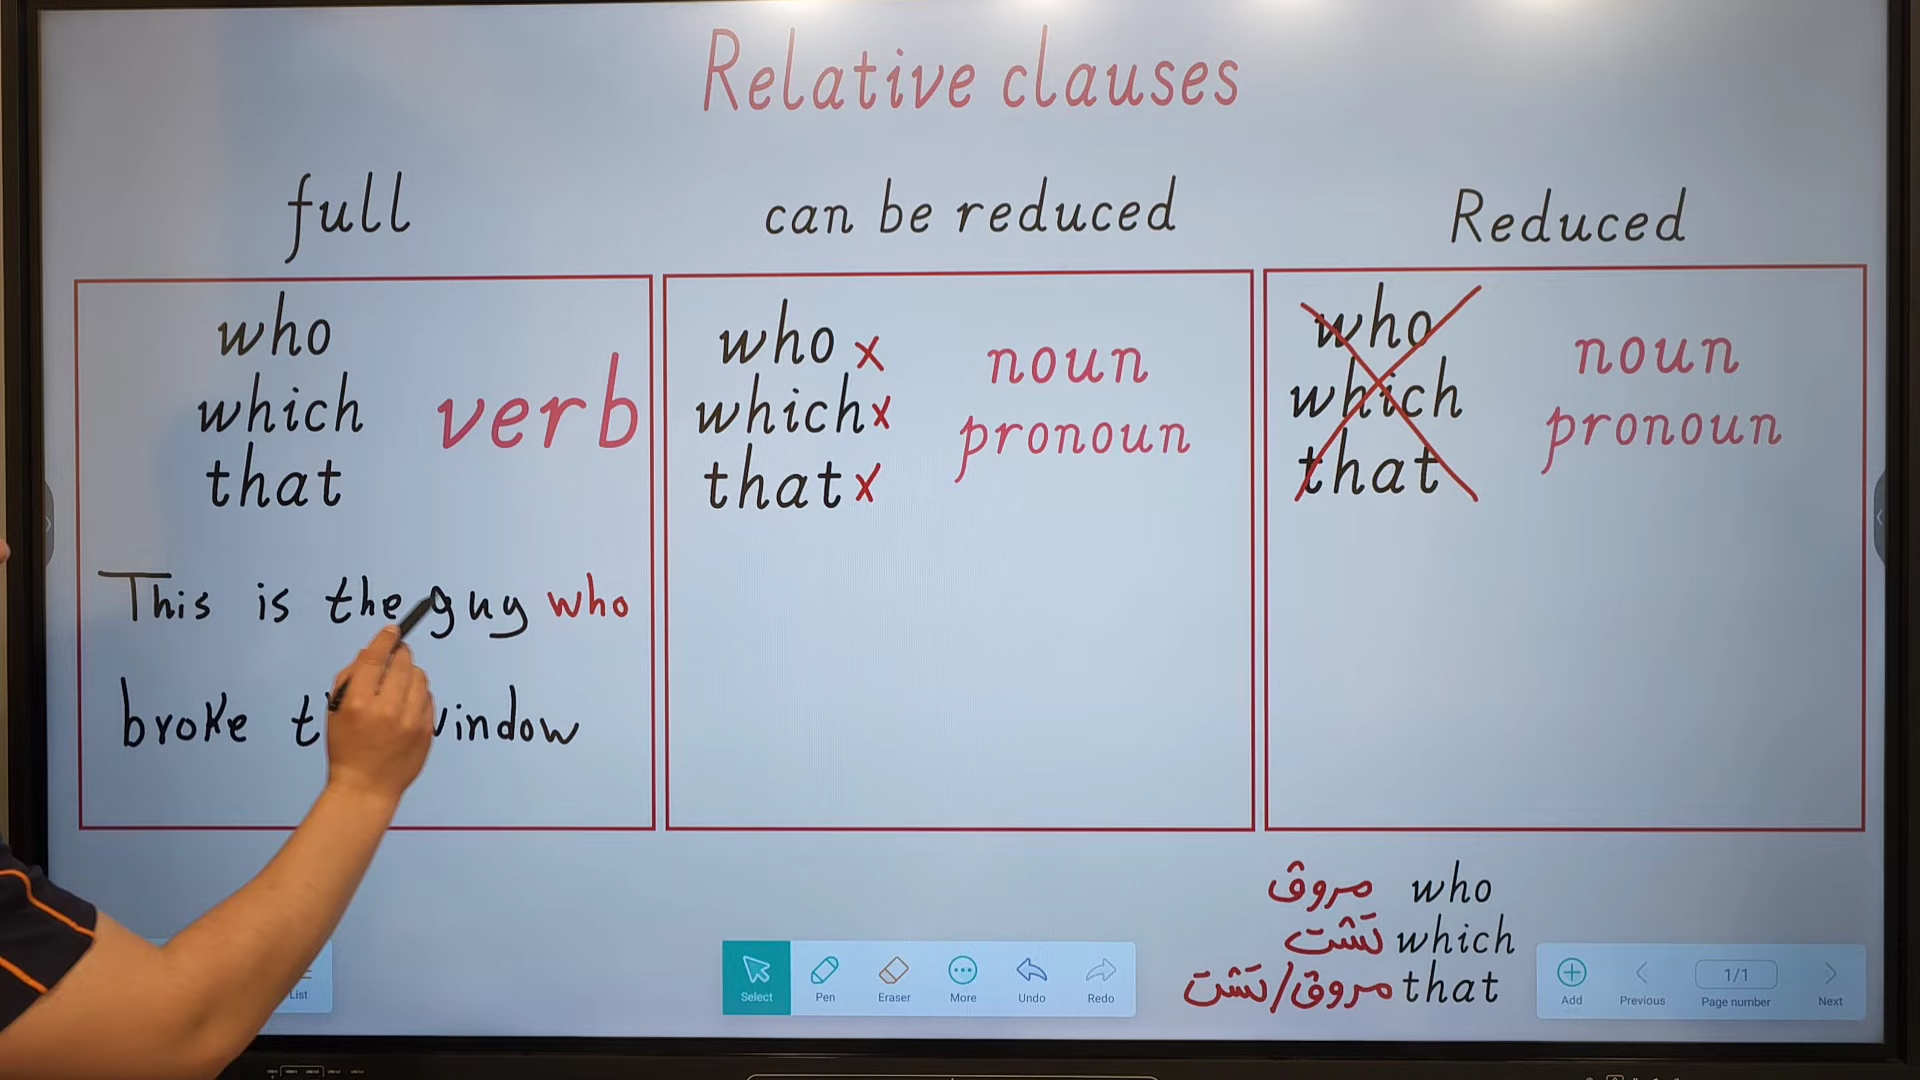 Relative clauses
full
can be reduced
Reduced
who
which
that
verb
who x
which x
that x
noun
pronoun
who
which
that
noun
pronoun
This is the guy who
broke window
who مروڤ
which تشت
that مروڤ/تشت
List
Select
Pen
Eraser
More
Undo
Redo
Add
Previous
1/1
Page number
Next